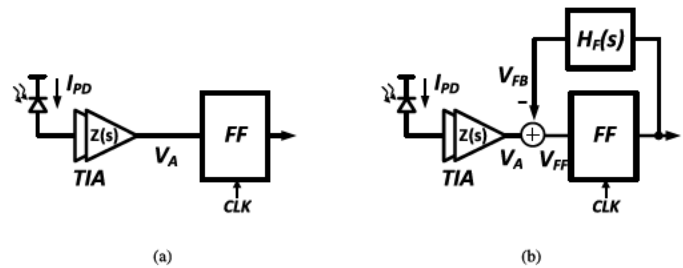 I_PD
Z(s)
TIA
V_A
FF
CLK
(a)
H_F(s)
V_FB
–
I_PD
Z(s)
TIA
V_A
+
V_FF
FF
CLK
(b)